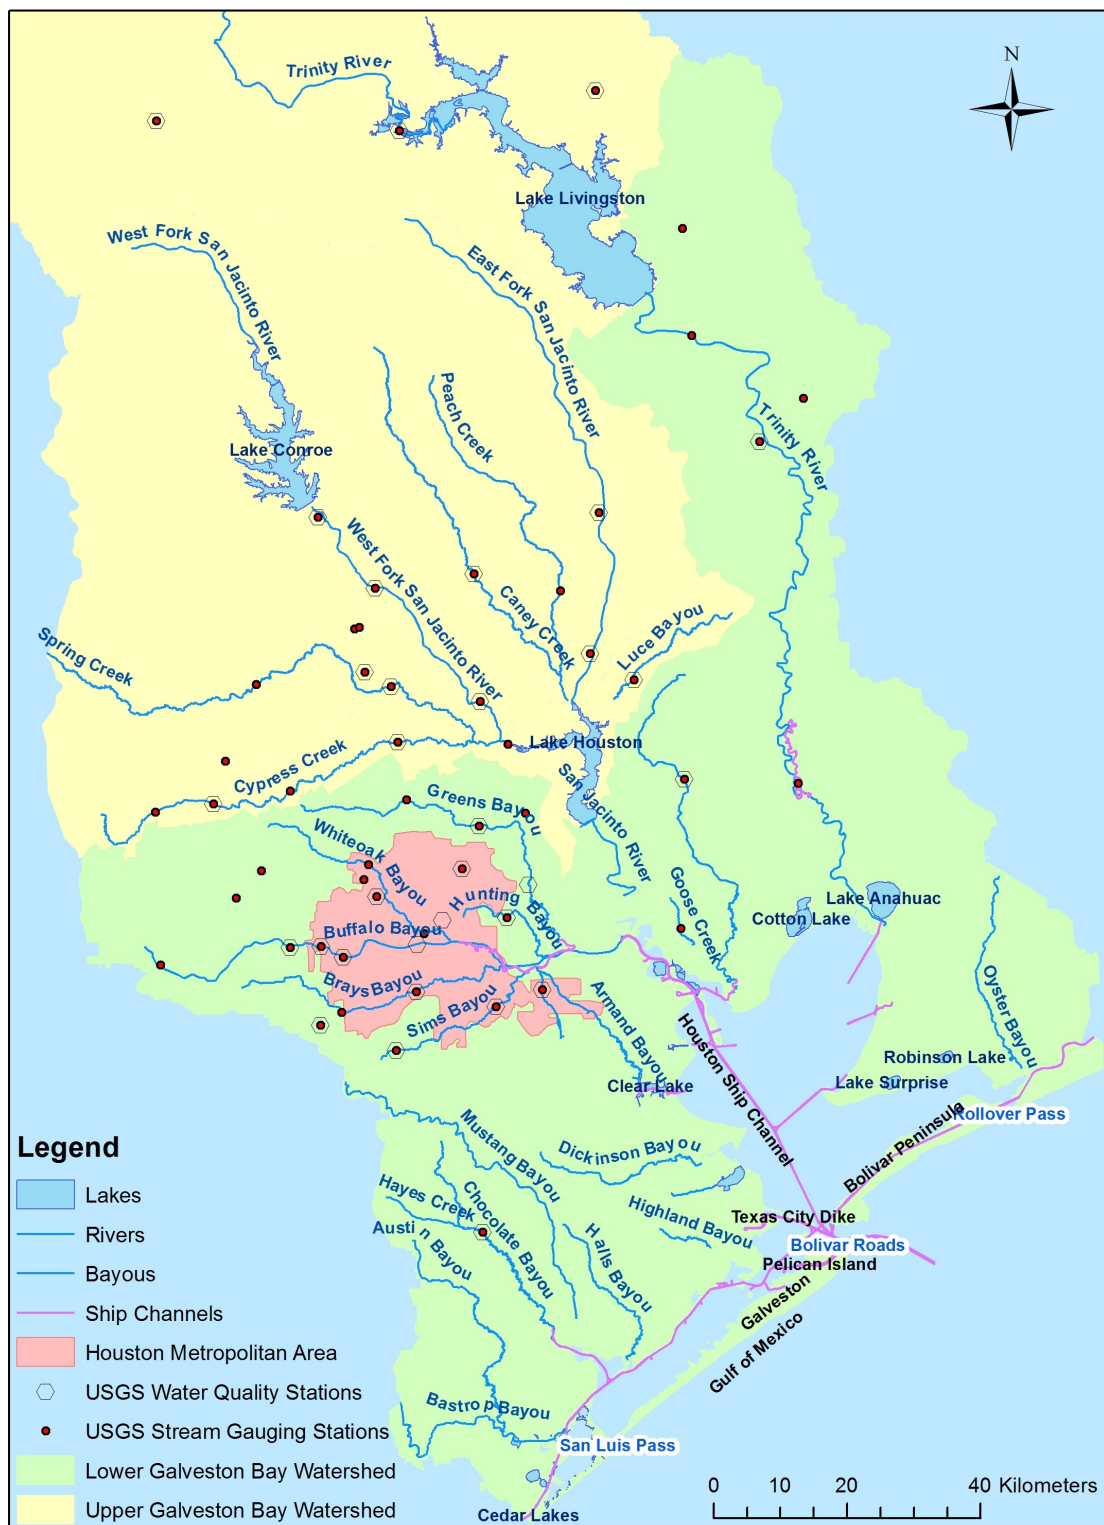 N
Trinity River
Lake Livingston
West Fork San Jacinto River
East Fork San Jacinto River
Peach Creek
Trinity River
Lake Conroe
West Fork San Jacinto River
Caney Creek
Luce Bayou
Spring Creek
Lake Houston
Cypress Creek
San Jacinto River
Greens Bayou
Whiteoak Bayou
Hunting Bayou
Goose Creek
Lake Anahuac
Cotton Lake
Buffalo Bayou
Brays Bayou
Sims Bayou
Armand Bayou
Oyster Bayou
Houston Ship Channel
Robinson Lake
Clear Lake
Lake Surprise
Rollover Pass
Bolivar Peninsula
Mustang Bayou
Dickinson Bayou
Hayes Creek
Chocolate Bayou
Highland Bayou
Texas City Dike
Austin Bayou
Halls Bayou
Bolivar Roads
Pelican Island
Galveston
Gulf of Mexico
Bastrop Bayou
San Luis Pass
Cedar Lakes
Legend
Lakes
Rivers
Bayous
Ship Channels
Houston Metropolitan Area
USGS Water Quality Stations
USGS Stream Gauging Stations
Lower Galveston Bay Watershed
Upper Galveston Bay Watershed
0 10 20 40 Kilometers